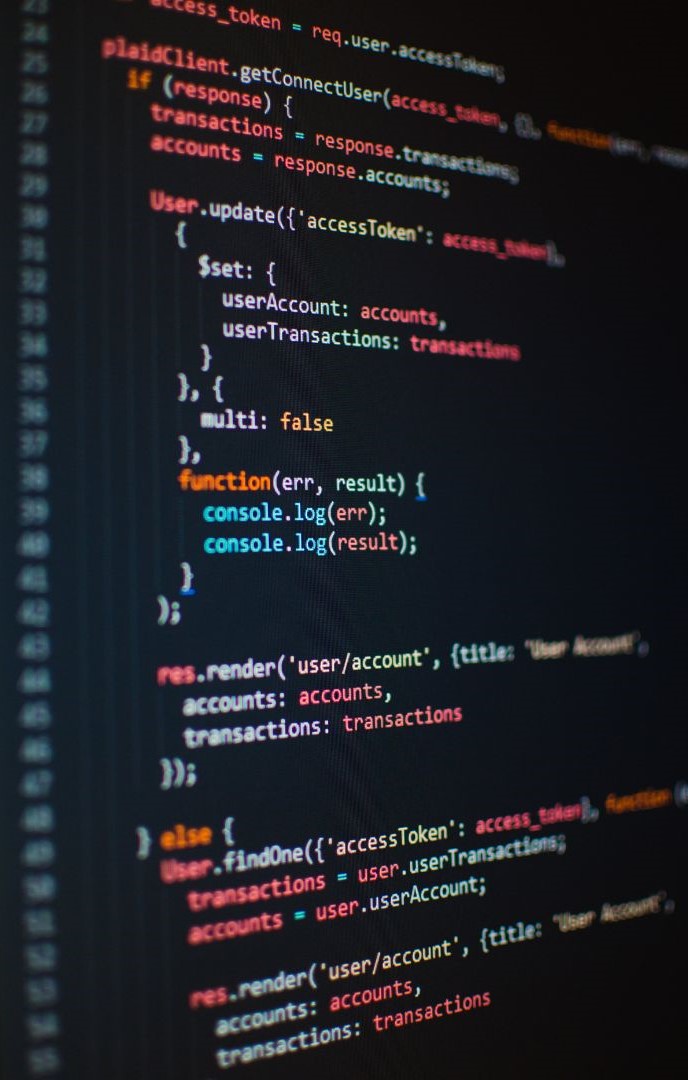 23
24 access_token = req.user.accessToken;
25
26 plaidClient.getConnectUser(access_token, {}, function(err,
27 if (response) {
28 transactions = response.transactions;
29 accounts = response.accounts;
30
31 User.update({'accessToken': access_token},
32 {
33 $set: {
34 userAccount: accounts,
35 userTransactions: transactions
36 }
37 }, {
38 multi: false
39 },
40 function(err, result) {
41 console.log(err);
42 console.log(result);
43 }
44 );
45
46 res.render('user/account', {title: 'User Account',
47 accounts: accounts,
48 transactions: transactions
49 });
50 } else {
51 User.findOne({'accessToken': access_token}, function (
52 transactions = user.userTransactions;
53 accounts = user.userAccount;
54
55 res.render('user/account', {title: 'User Account',
accounts: accounts,
transactions: transactions